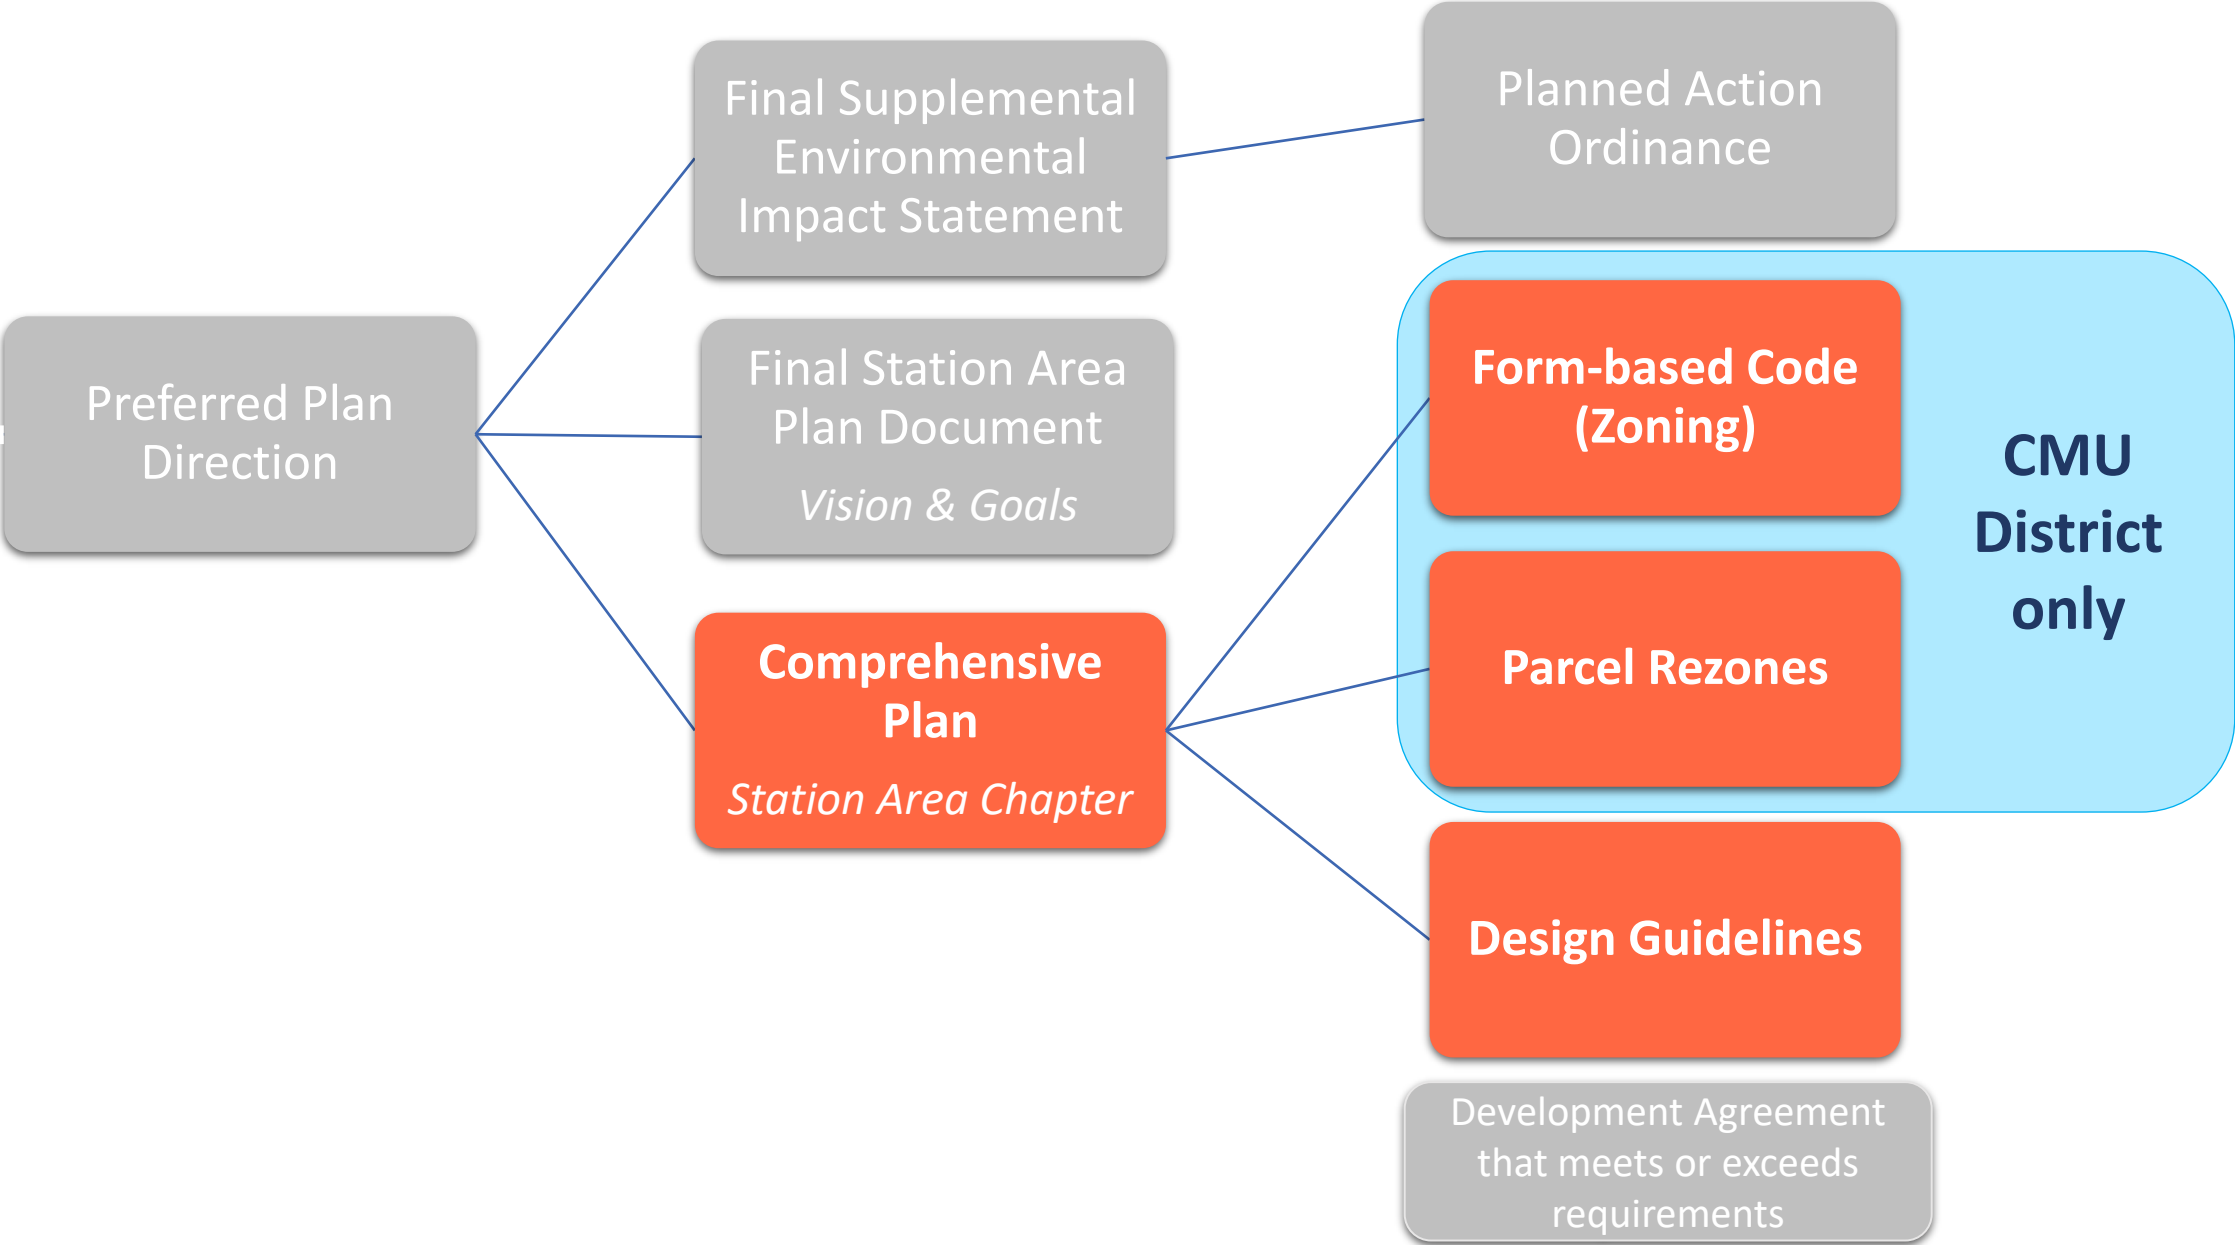 Preferred Plan
Direction
Final Supplemental
Environmental
Impact Statement
Final Station Area
Plan Document
Vision & Goals
Comprehensive
Plan
Station Area Chapter
Planned Action
Ordinance
Form-based Code
(Zoning)
Parcel Rezones
CMU
District
only
Design Guidelines
Development Agreement
that meets or exceeds
requirements